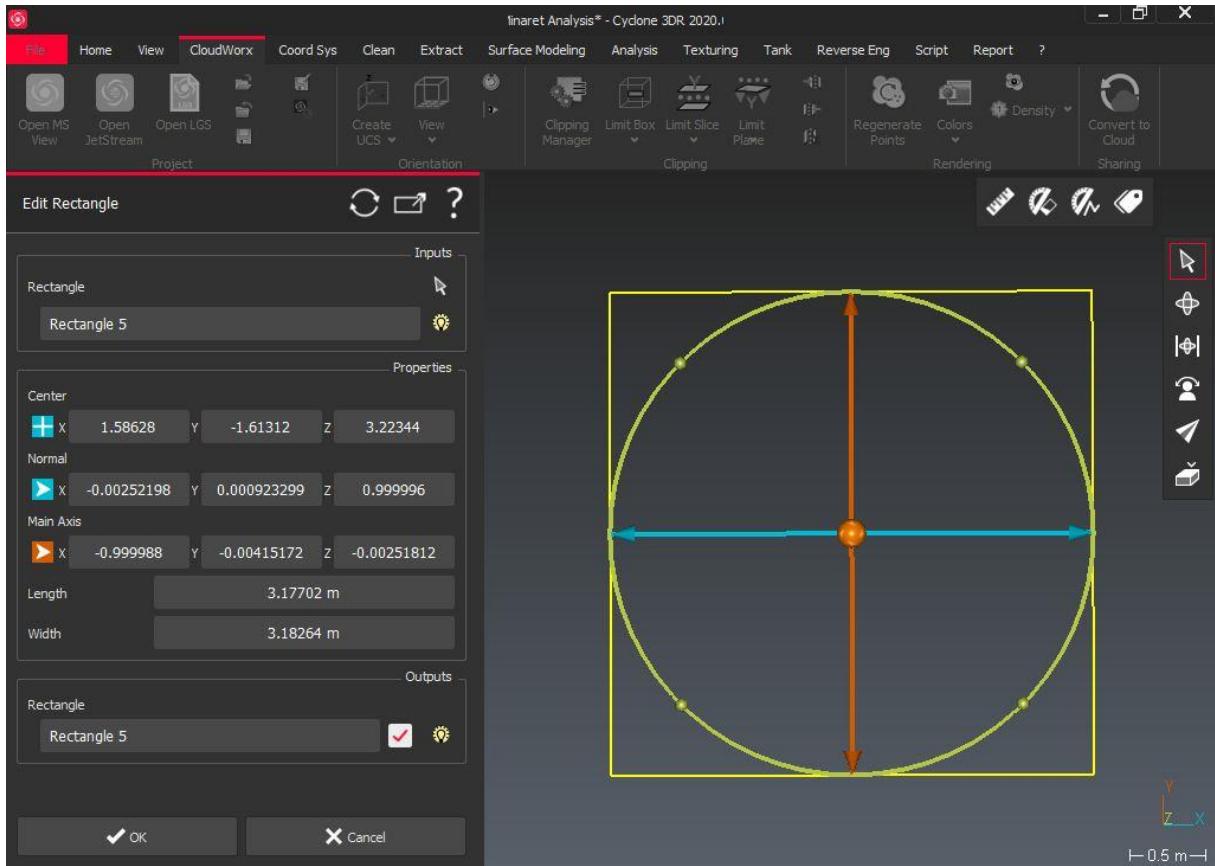 linaret Analysis* - Cyclone 3DR 2020.
File Home View CloudWorx Coord Sys Clean Extract Surface Modeling Analysis Texturing Tank Reverse Eng Script Report ?
Open MS View
Open JetStream
Open LGS
Create UCS
View
Clipping Manager
Limit Box
Limit Slice
Limit Plane
Regenerate Points
Colors
Density
Convert to Cloud
Project
Orientation
Clipping
Rendering
Sharing
Edit Rectangle
?
Inputs
Rectangle
Rectangle 5
Properties
Center
X 1.58628 Y -1.61312 Z 3.22344
Normal
X -0.00252198 Y 0.000923299 Z 0.999996
Main Axis
X -0.999988 Y -0.00415172 Z -0.00251812
Length 3.17702 m
Width 3.18264 m
Outputs
Rectangle
Rectangle 5
OK Cancel
Y
Z X
0.5 m